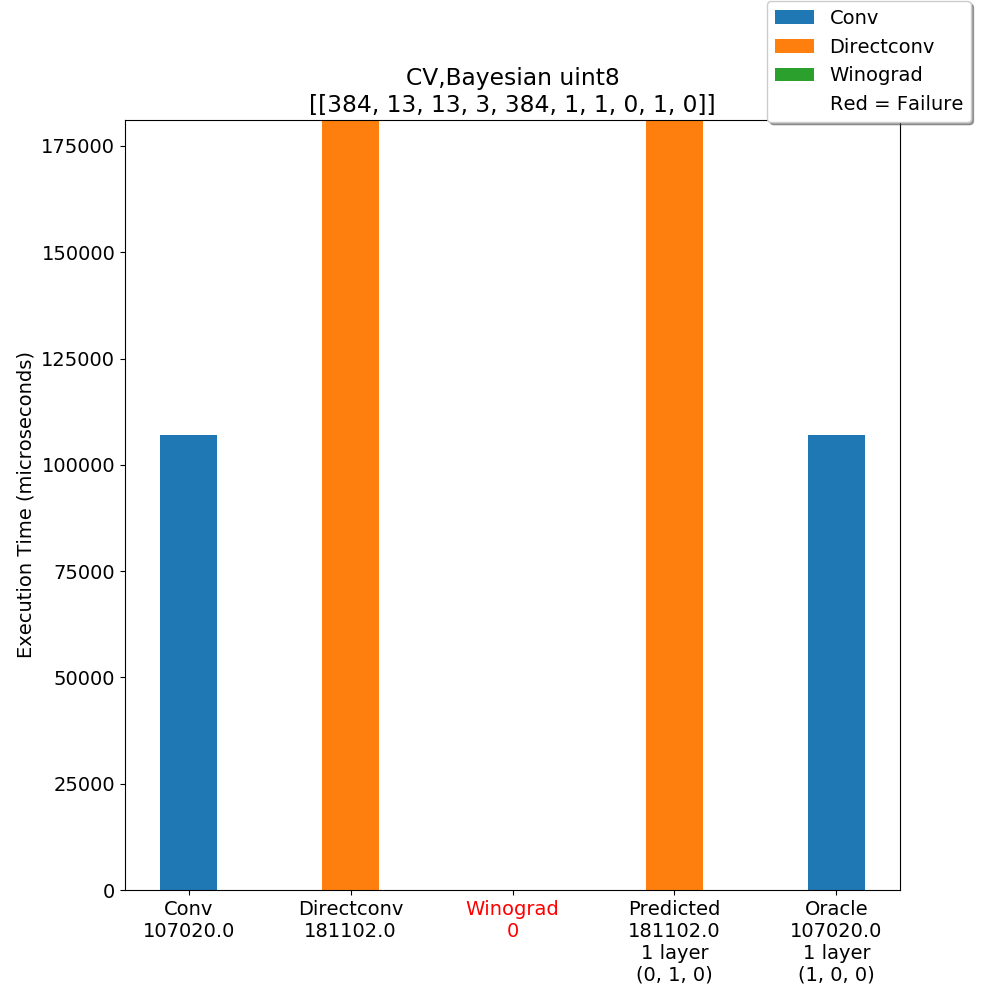 Conv
Directconv
Winograd
Red = Failure
CV,Bayesian uint8
[[384, 13, 13, 3, 384, 1, 1, 0, 1, 0]]
Execution Time (microseconds)
175000
150000
125000
100000
75000
50000
25000
0
Conv
107020.0
Directconv
181102.0
Winograd
0
Predicted
181102.0
1 layer
(0, 1, 0)
Oracle
107020.0
1 layer
(1, 0, 0)